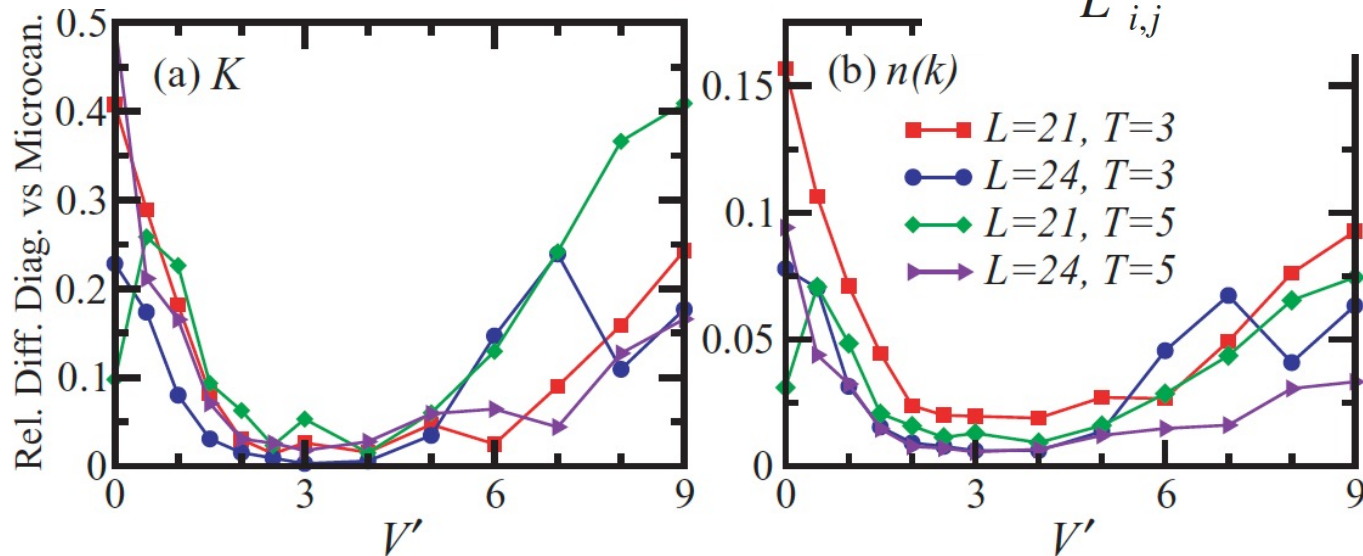 L i,j
Rel. Diff. Diag. vs Microcan.
0.5
0.4
0.3
0.2
0.1
0
(a) K
0 3 6 9
V′
0.15
0.1
0.05
0
(b) n(k)
L=21, T=3
L=24, T=3
L=21, T=5
L=24, T=5
0 3 6 9
V′